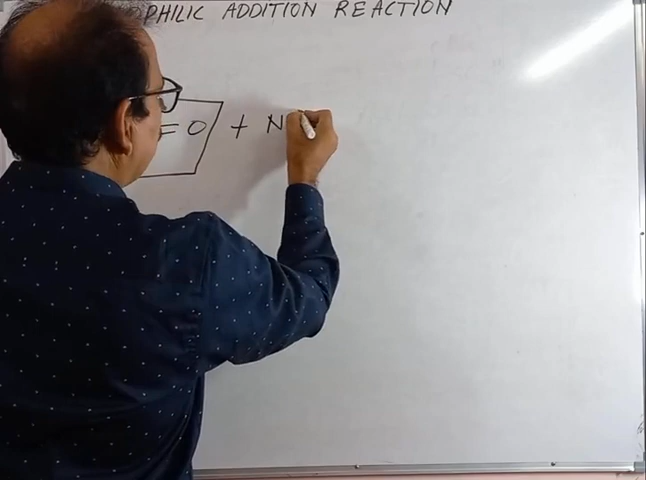 OPHILIC ADDITION REACTION
= O + N